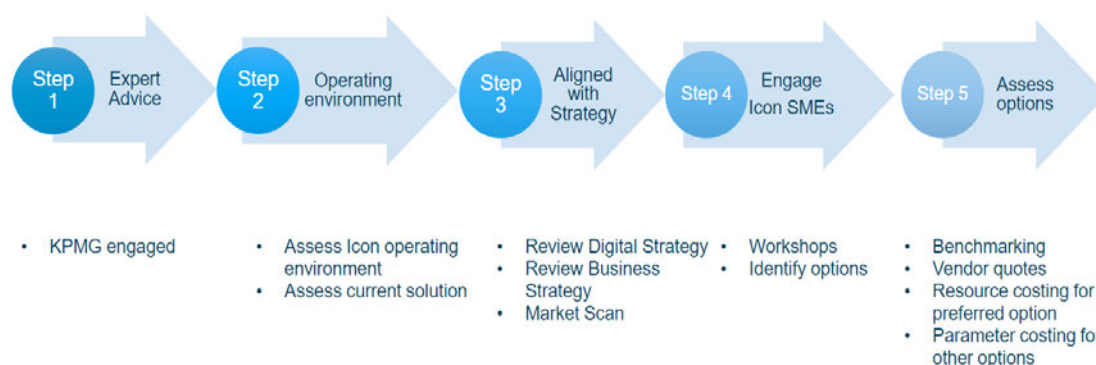 Step
1
Expert
Advice
Step
2
Operating
environment
Step
3
Aligned
with
Strategy
Step 4
Engage
Icon SMEs
Step 5
Assess
options
• KPMG engaged
• Assess Icon operating
environment
• Assess current solution
• Review Digital Strategy
• Review Business
Strategy
• Market Scan
• Workshops
• Identify options
• Benchmarking
• Vendor quotes
• Resource costing for
preferred option
• Parameter costing fo
other options